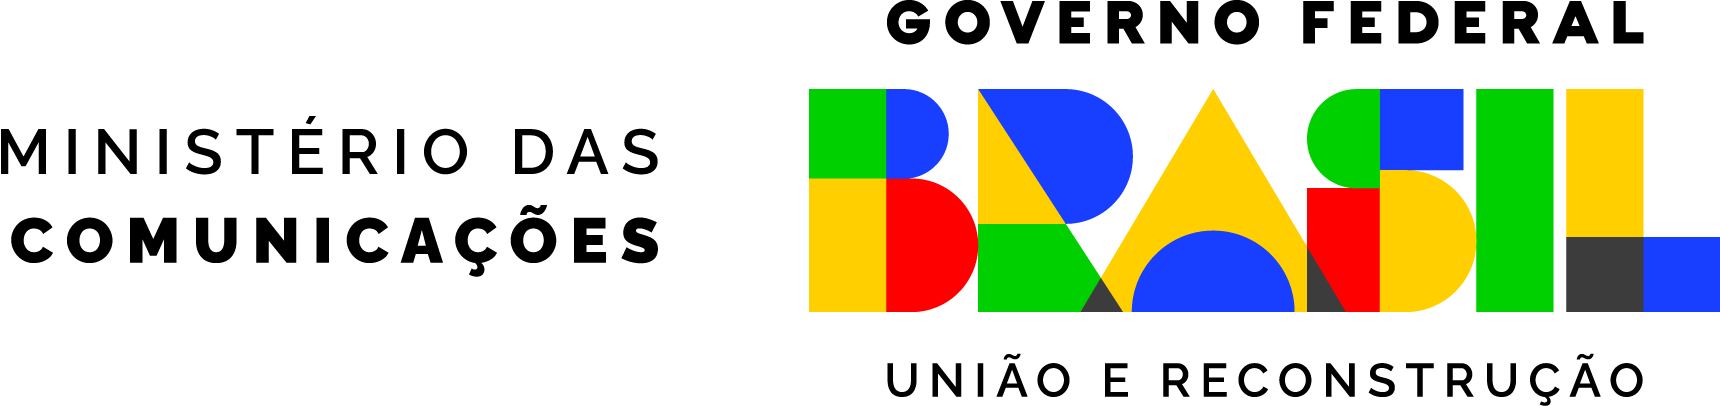 MINISTÉRIO DAS
COMUNICAÇÕES
GOVERNO FEDERAL
BRASIL
UNIÃO E RECONSTRUÇÃO